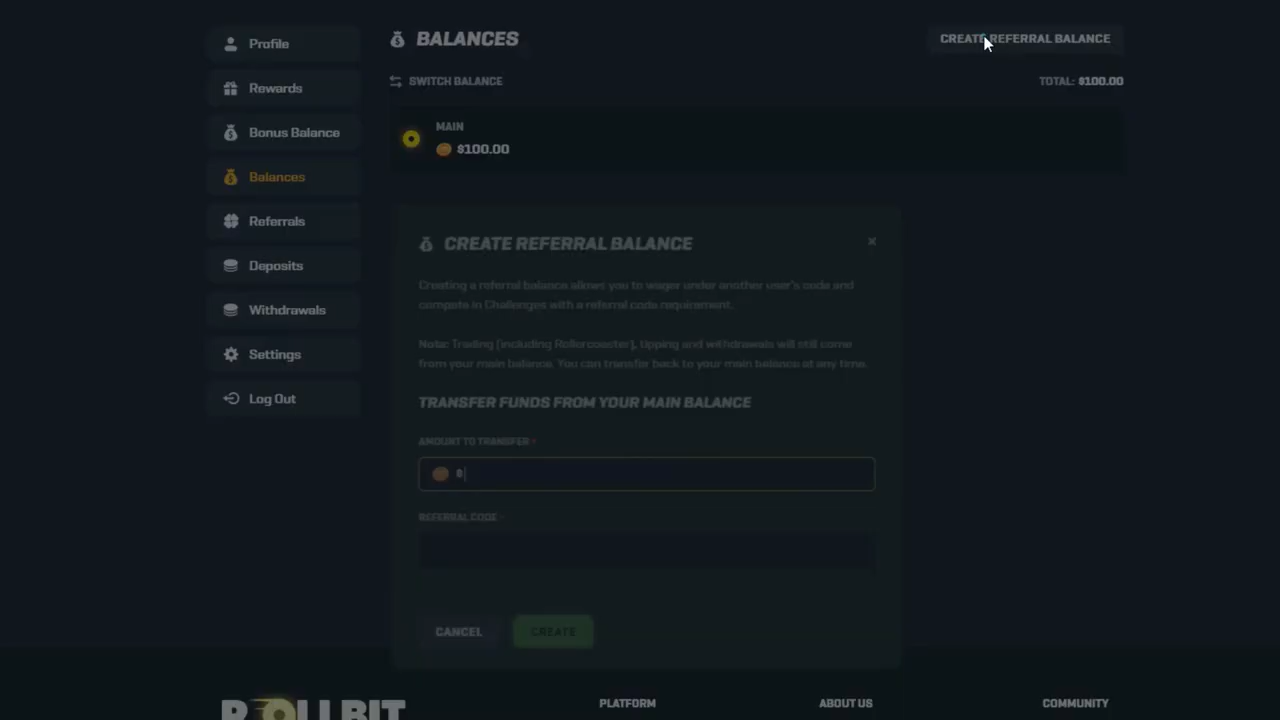 Profile
Rewards
Bonus Balance
Balances
Referrals
Deposits
Withdrawals
Settings
Log Out
BALANCES
CREATE REFERRAL BALANCE
SWITCH BALANCE
TOTAL: $100.00
MAIN
$100.00
CREATE REFERRAL BALANCE
×
Creating a referral balance allows you to wager under another user's code and
compete in Challenges with a referral code requirement.
Note: Trading (including Rollercoaster), tipping and withdrawals will still come
from your main balance. You can transfer back to your main balance at any time.
TRANSFER FUNDS FROM YOUR MAIN BALANCE
AMOUNT TO TRANSFER *
$
REFERRAL CODE *
CANCEL
CREATE
ROLLBIT
PLATFORM
ABOUT US
COMMUNITY